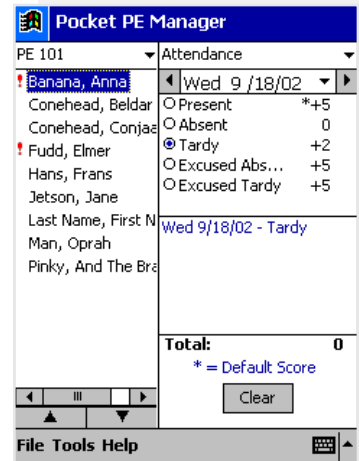 Pocket PE Manager
PE 101
Attendance
! Banana, Anna
Conehead, Beldar
Conehead, Conjaa
! Fudd, Elmer
Hans, Frans
Jetson, Jane
Last Name, First N
Man, Oprah
Pinky, And The Bra
Wed 9 /18/02
Present *+5
Absent 0
Tardy +2
Excused Abs... +5
Excused Tardy +5
Wed 9/18/02 - Tardy
Total: 0
* = Default Score
Clear
File Tools Help